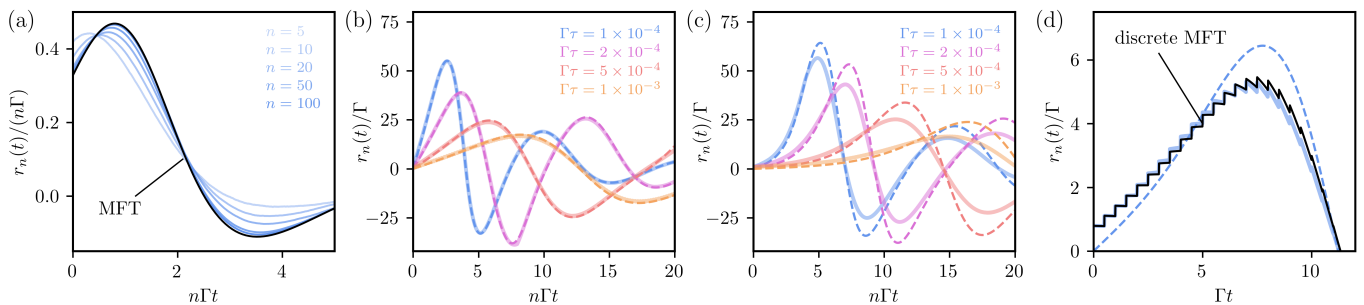 (a)
r_n(t)/(nΓ)
0.4
0.2
0.0
n = 5
n = 10
n = 20
n = 50
n = 100
MFT
0
2
4
nΓt
(b)
r_n(t)/Γ
75
50
25
0
−25
Γτ = 1 × 10⁻⁴
Γτ = 2 × 10⁻⁴
Γτ = 5 × 10⁻⁴
Γτ = 1 × 10⁻³
0
5
10
15
20
nΓt
(c)
r_n(t)/Γ
75
50
25
0
−25
Γτ = 1 × 10⁻⁴
Γτ = 2 × 10⁻⁴
Γτ = 5 × 10⁻⁴
Γτ = 1 × 10⁻³
0
5
10
15
20
nΓt
(d)
r_n(t)/Γ
6
4
2
0
discrete MFT
0
5
10
Γt